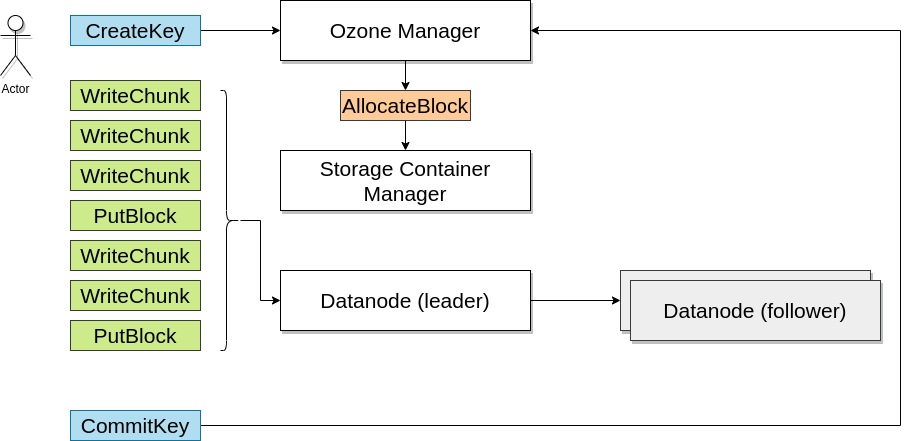 CreateKey
Ozone Manager
Actor
WriteChunk
AllocateBlock
WriteChunk
WriteChunk
Storage Container
Manager
PutBlock
WriteChunk
WriteChunk
Datanode (leader)
Datanode (follower)
PutBlock
CommitKey